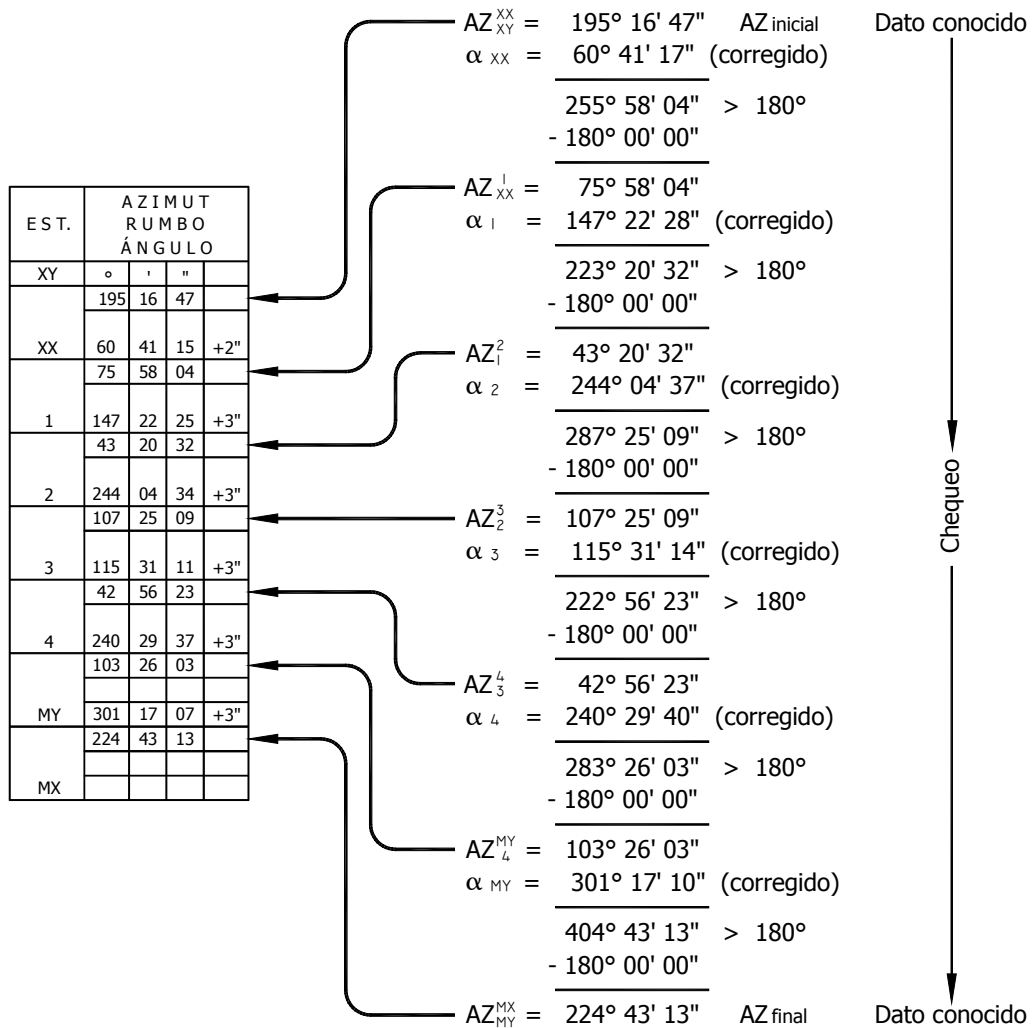 AZ XX XY = 195° 16' 47" AZ inicial Dato conocido
α XX = 60° 41' 17" (corregido)
255° 58' 04" > 180°
- 180° 00' 00"
AZ 1 XX = 75° 58' 04"
α 1 = 147° 22' 28" (corregido)
223° 20' 32" > 180°
- 180° 00' 00"
AZ 2 1 = 43° 20' 32"
α 2 = 244° 04' 37" (corregido)
287° 25' 09" > 180°
- 180° 00' 00"
AZ 3 2 = 107° 25' 09"
α 3 = 115° 31' 14" (corregido)
222° 56' 23" > 180°
- 180° 00' 00"
AZ 4 3 = 42° 56' 23"
α 4 = 240° 29' 40" (corregido)
283° 26' 03" > 180°
- 180° 00' 00"
AZ MY 4 = 103° 26' 03"
α MY = 301° 17' 10" (corregido)
404° 43' 13" > 180°
- 180° 00' 00"
AZ MX MY = 224° 43' 13" AZ final Dato conocido
Chequeo
EST. AZIMUT
RUMBO
ÁNGULO
XY ° ' "
195 16 47
XX 60 41 15 +2"
75 58 04
1 147 22 25 +3"
43 20 32
2 244 04 34 +3"
107 25 09
3 115 31 11 +3"
42 56 23
4 240 29 37 +3"
103 26 03
MY 301 17 07 +3"
224 43 13
MX